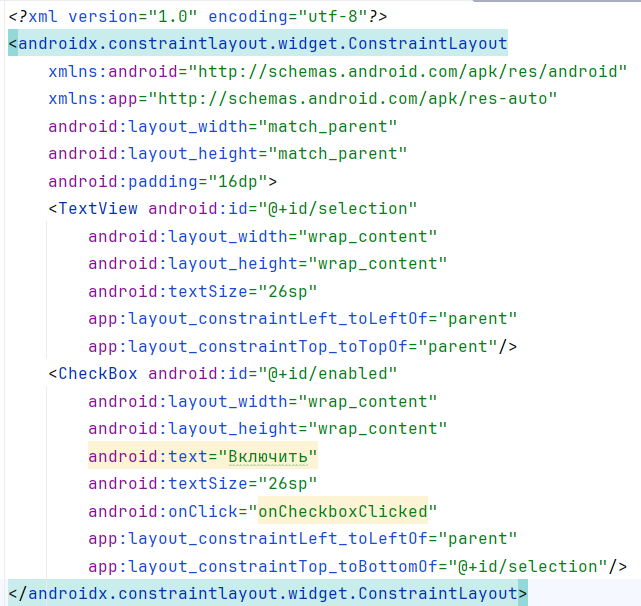 <?xml version="1.0" encoding="utf-8"?>
<androidx.constraintlayout.widget.ConstraintLayout
    xmlns:android="http://schemas.android.com/apk/res/android"
    xmlns:app="http://schemas.android.com/apk/res-auto"
    android:layout_width="match_parent"
    android:layout_height="match_parent"
    android:padding="16dp">
    <TextView android:id="@+id/selection"
        android:layout_width="wrap_content"
        android:layout_height="wrap_content"
        android:textSize="26sp"
        app:layout_constraintLeft_toLeftOf="parent"
        app:layout_constraintTop_toTopOf="parent"/>
    <CheckBox android:id="@+id/enabled"
        android:layout_width="wrap_content"
        android:layout_height="wrap_content"
        android:text="Включить"
        android:textSize="26sp"
        android:onClick="onCheckboxClicked"
        app:layout_constraintLeft_toLeftOf="parent"
        app:layout_constraintTop_toBottomOf="@+id/selection"/>
</androidx.constraintlayout.widget.ConstraintLayout>